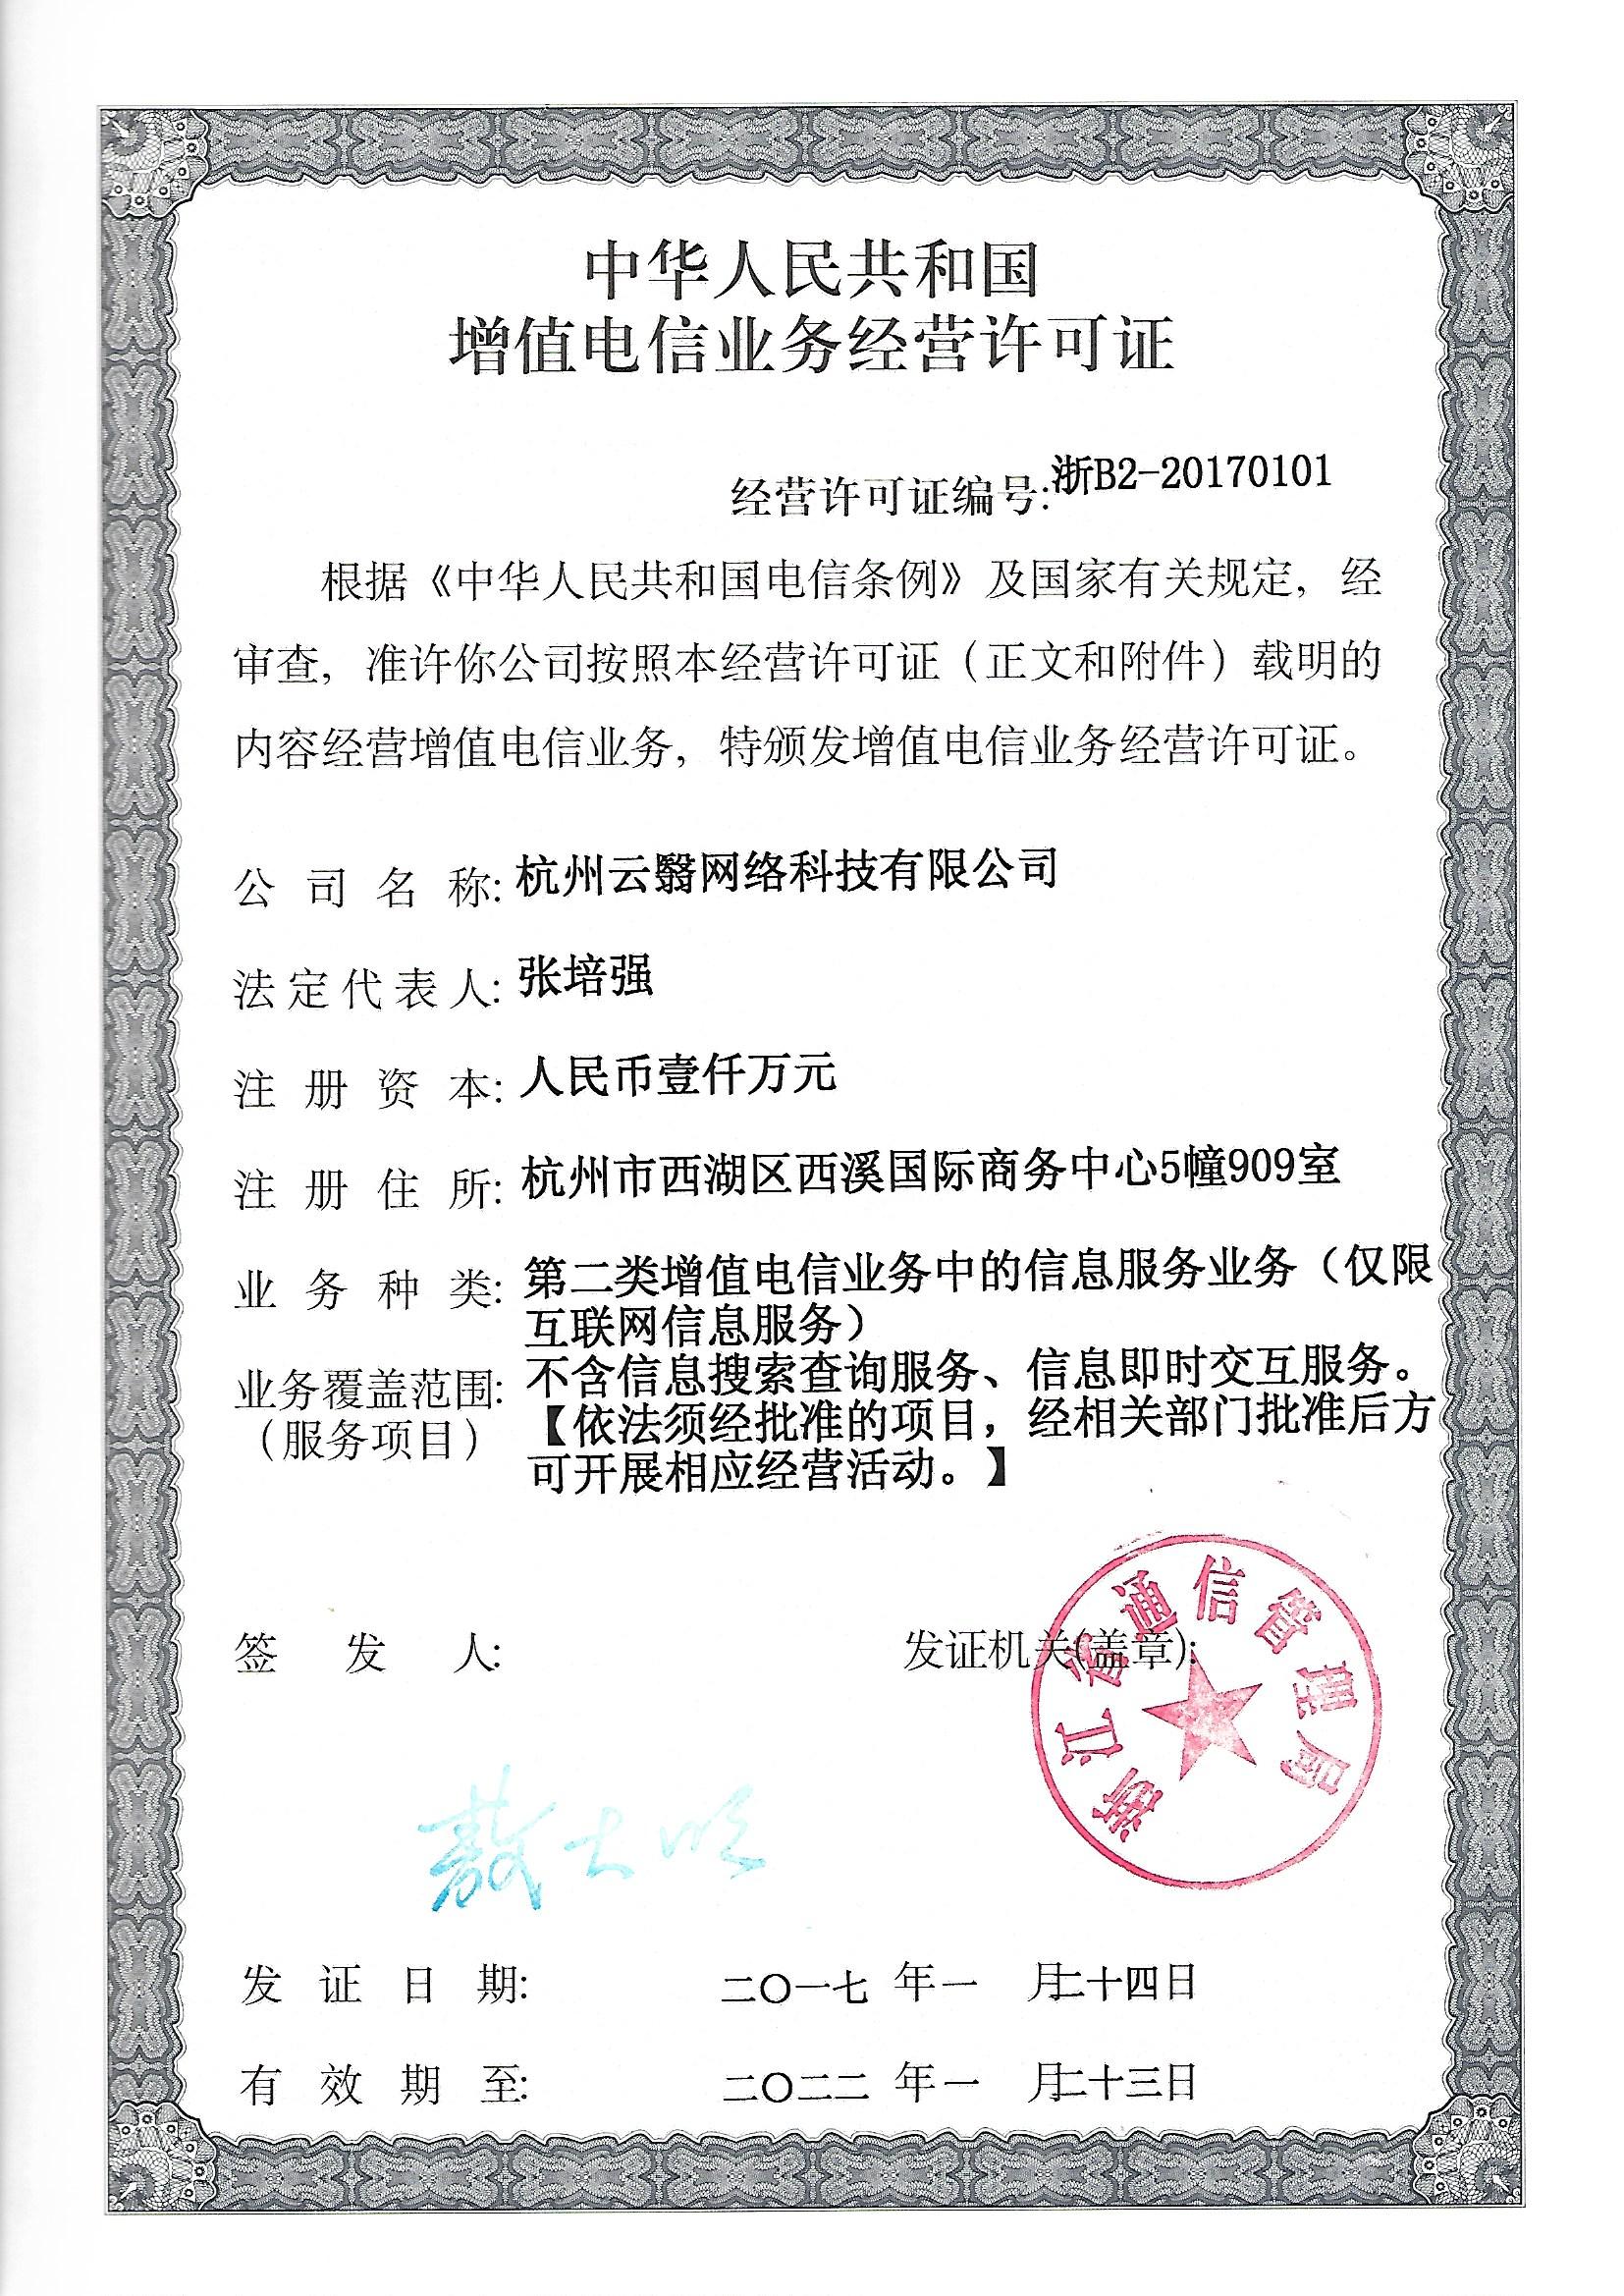 中华人民共和国
增值电信业务经营许可证
经营许可证编号:浙B2-20170101
根据《中华人民共和国电信条例》及国家有关规定，经
审查，准许你公司按照本经营许可证（正文和附件）载明的
内容经营增值电信业务，特颁发增值电信业务经营许可证。
公司名称:杭州云翳网络科技有限公司
法定代表人:张培强
注册资本:人民币壹仟万元
注册住所:杭州市西湖区西溪国际商务中心5幢909室
业务种类:第二类增值电信业务中的信息服务业务（仅限
互联网信息服务）
业务覆盖范围:不含信息搜索查询服务、信息即时交互服务。
（服务项目）【依法须经批准的项目，经相关部门批准后方
可开展相应经营活动。】
签发人:
发证机关(盖章):
浙江省通信管理局
发证日期:二〇一七年一月二十四日
有效期至:二〇二二年一月二十三日